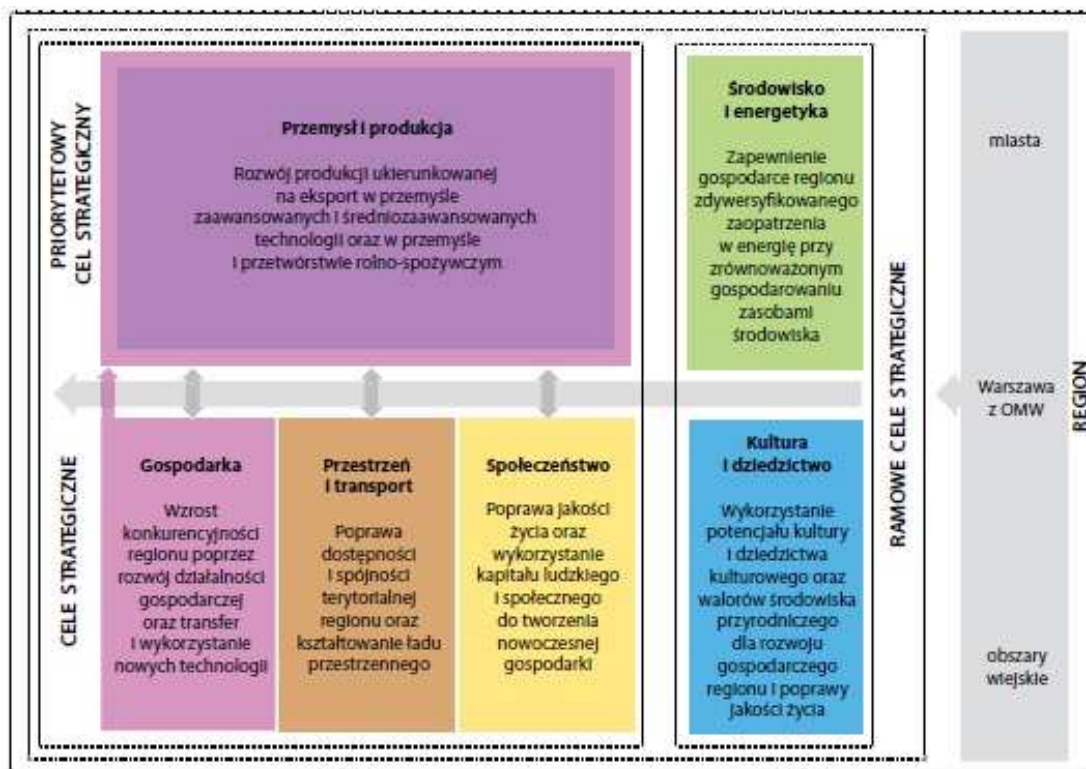 PRIORYTETOWY
CEL STRATEGICZNY
Przemysł i produkcja
Rozwój produkcji ukierunkowanej
na eksport w przemyśle
zaawansowanych i średniozaawansowanych
technologii oraz w przemyśle
i przetwórstwie rolno-spożywczym
Środowisko
i energetyka
Zapewnienie
gospodarce regionu
zdywersyfikowanego
zaopatrzenia
w energię przy
zrównoważonym
gospodarowaniu
zasobami
środowiska
CELE STRATEGICZNE
Gospodarka
Wzrost
konkurencyjności
regionu poprzez
rozwój działalności
gospodarczej
oraz transfer
i wykorzystanie
nowych technologii
Przestrzeń
i transport
Poprawa
dostępności
i spójności
terytorialnej
regionu oraz
kształtowanie ładu
przestrzennego
Społeczeństwo
Poprawa jakości
życia oraz
wykorzystanie
kapitału ludzkiego
i społecznego
do tworzenia
nowoczesnej
gospodarki
Kultura
i dziedzictwo
Wykorzystanie
potencjału kultury
i dziedzictwa
kulturowego oraz
walorów środowiska
przyrodniczego
dla rozwoju
gospodarczego
regionu i poprawy
jakości życia
RAMOWE CELE STRATEGICZNE
miasta
Warszawa
z OMW
obszary
wiejskie
REGION